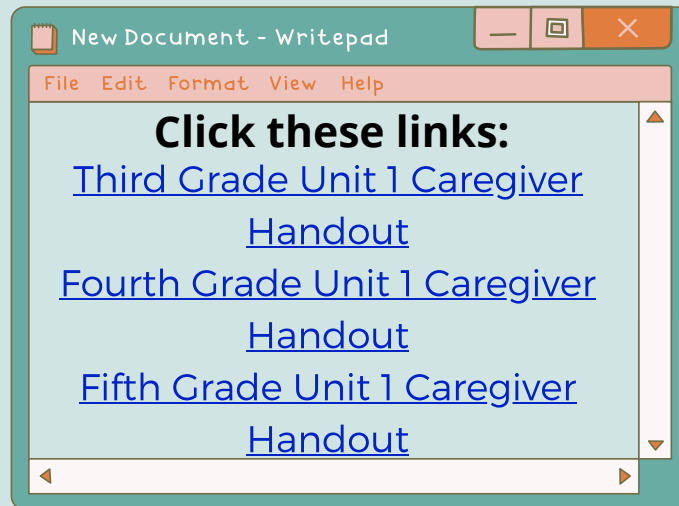 New Document - Writepad
File Edit Format View Help
Click these links:
Third Grade Unit 1 Caregiver
Handout
Fourth Grade Unit 1 Caregiver
Handout
Fifth Grade Unit 1 Caregiver
Handout